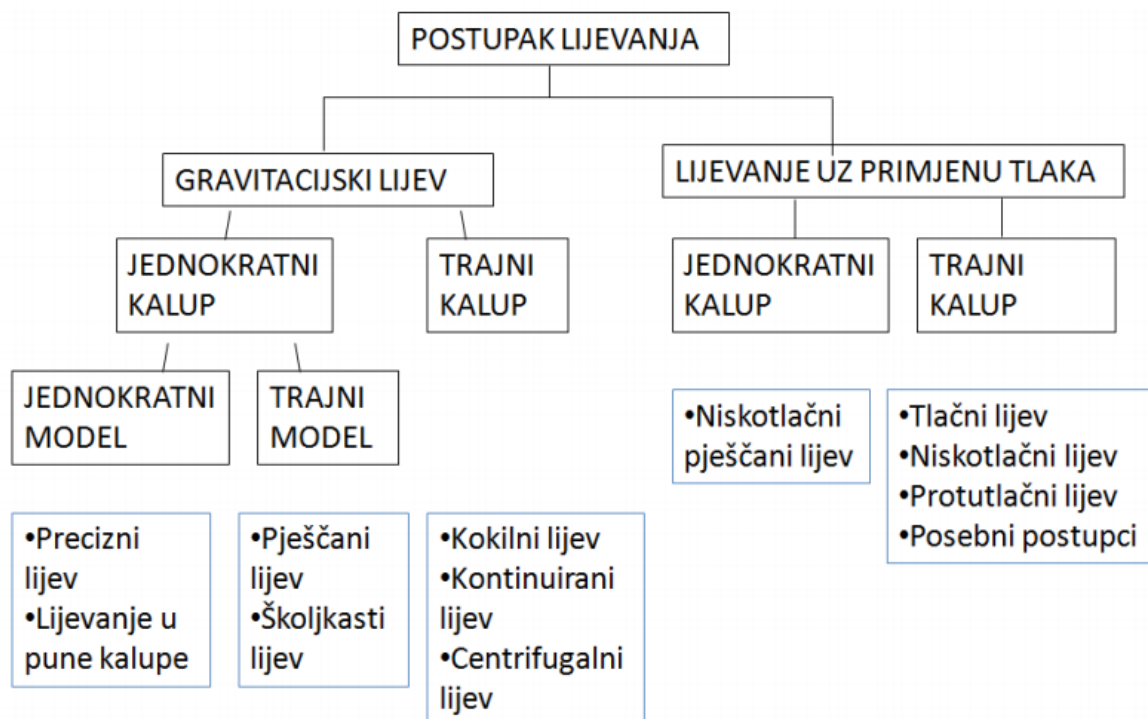 POSTUPAK LIJEVANJA
GRAVITACIJSKI LIJEV
LIJEVANJE UZ PRIMJENU TLAKA
JEDNOKRATNI
KALUP
TRAJNI
KALUP
JEDNOKRATNI
KALUP
TRAJNI
KALUP
JEDNOKRATNI
MODEL
TRAJNI
MODEL
•Niskotlačni
pješčani lijev
•Tlačni lijev
•Niskotlačni lijev
•Protutlačni lijev
•Posebni postupci
•Precizni
lijev
•Lijevanje u
pune kalupe
•Pješčani
lijev
•Školjkasti
lijev
•Kokilni lijev
•Kontinuirani
lijev
•Centrifugalni
lijev